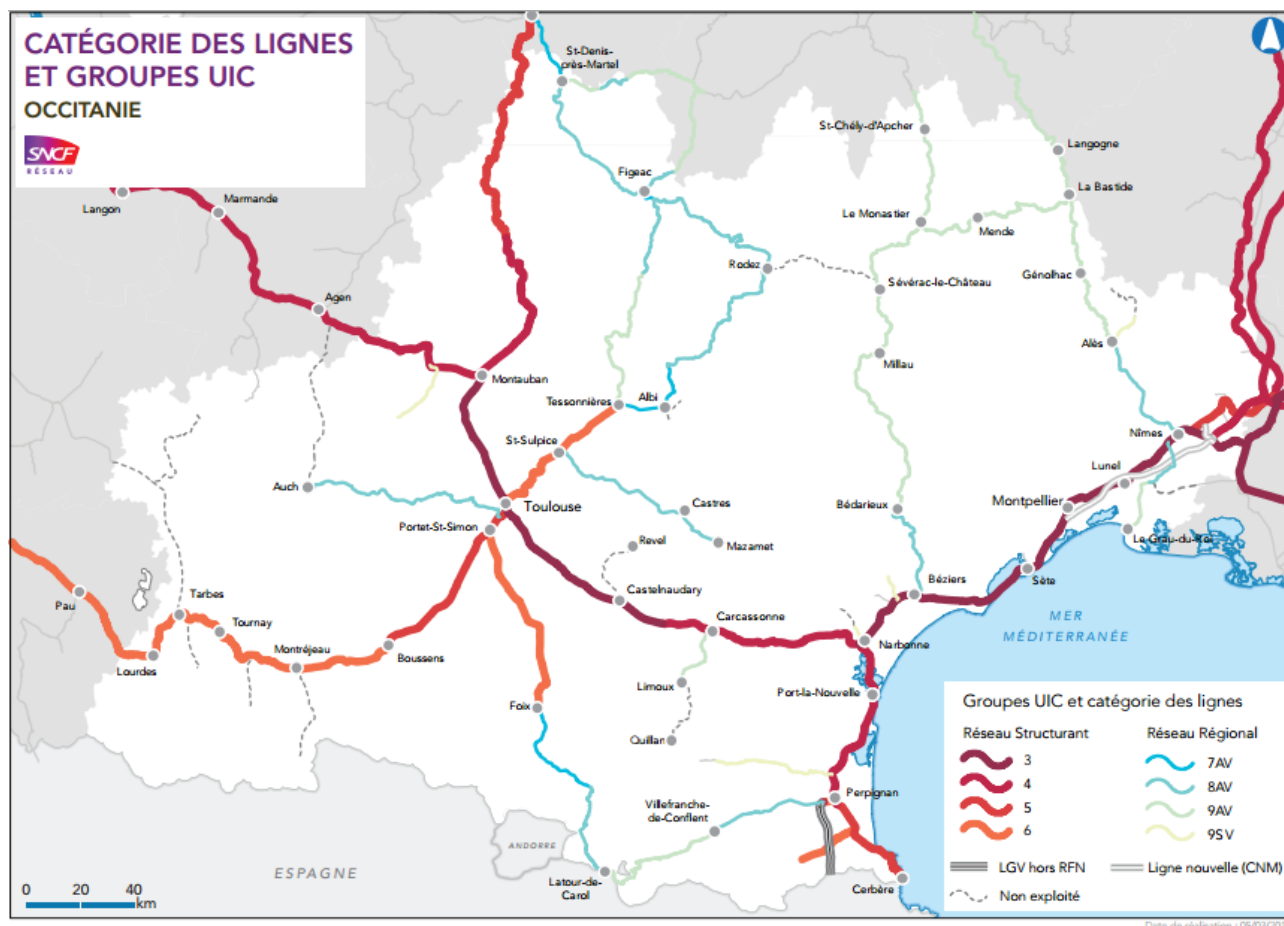 CATÉGORIE DES LIGNES
ET GROUPES UIC
OCCITANIE
SNCF
RÉSEAU
St-Denis-
près-Martel
St-Chély-d'Apcher
Langogne
Figeac
La Bastide
Langon
Marmande
Le Monastier
Mende
Rodez
Sévérac-le-Château
Génolhac
Agen
Alès
Millau
Montauban
Tessonnières
Albi
Nîmes
St-Sulpice
Lunel
Auch
Toulouse
Castres
Bédarieux
Montpellier
Portet-St-Simon
Revel
Mazamet
Le Grau-du-Roi
Castelnaudary
Béziers
Sète
Pau
Tarbes
Tournay
Carcassonne
MER
MÉDITERRANÉE
Narbonne
Lourdes
Montréjeau
Boussens
Limoux
Port-la-Nouvelle
Foix
Quillan
Perpignan
Villefranche-
de-Conflent
ANDORRE
ESPAGNE
Latour-de-
Carol
Cerbère
0 20 40
km
Groupes UIC et catégorie des lignes
Réseau Structurant
Réseau Régional
3
7AV
4
8AV
5
9AV
6
9SV
LGV hors RFN
Ligne nouvelle (CNM)
Non exploité